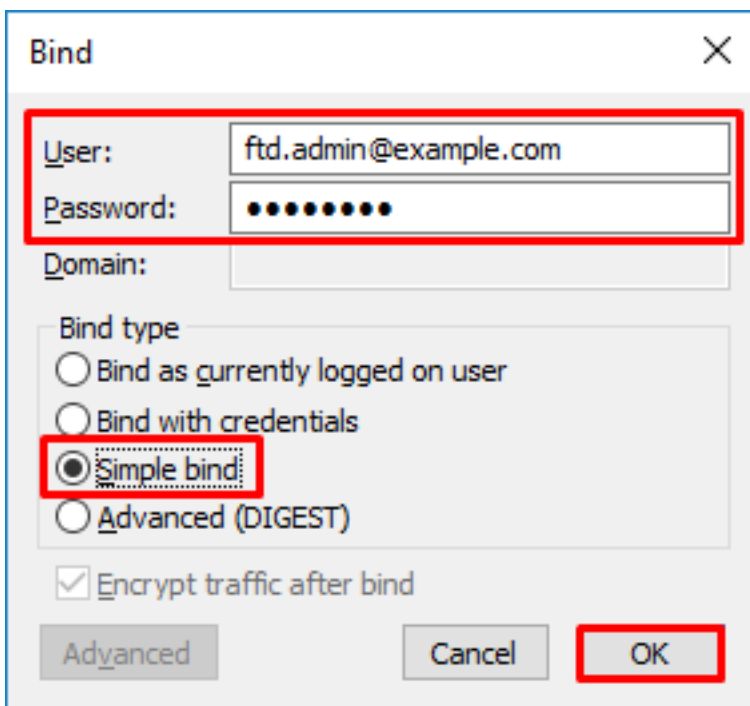 Bind
User: ftd.admin@example.com
Password: ●●●●●●●●
Domain:
Bind type
Bind as currently logged on user
Bind with credentials
Simple bind
Advanced (DIGEST)
Encrypt traffic after bind
Advanced Cancel OK